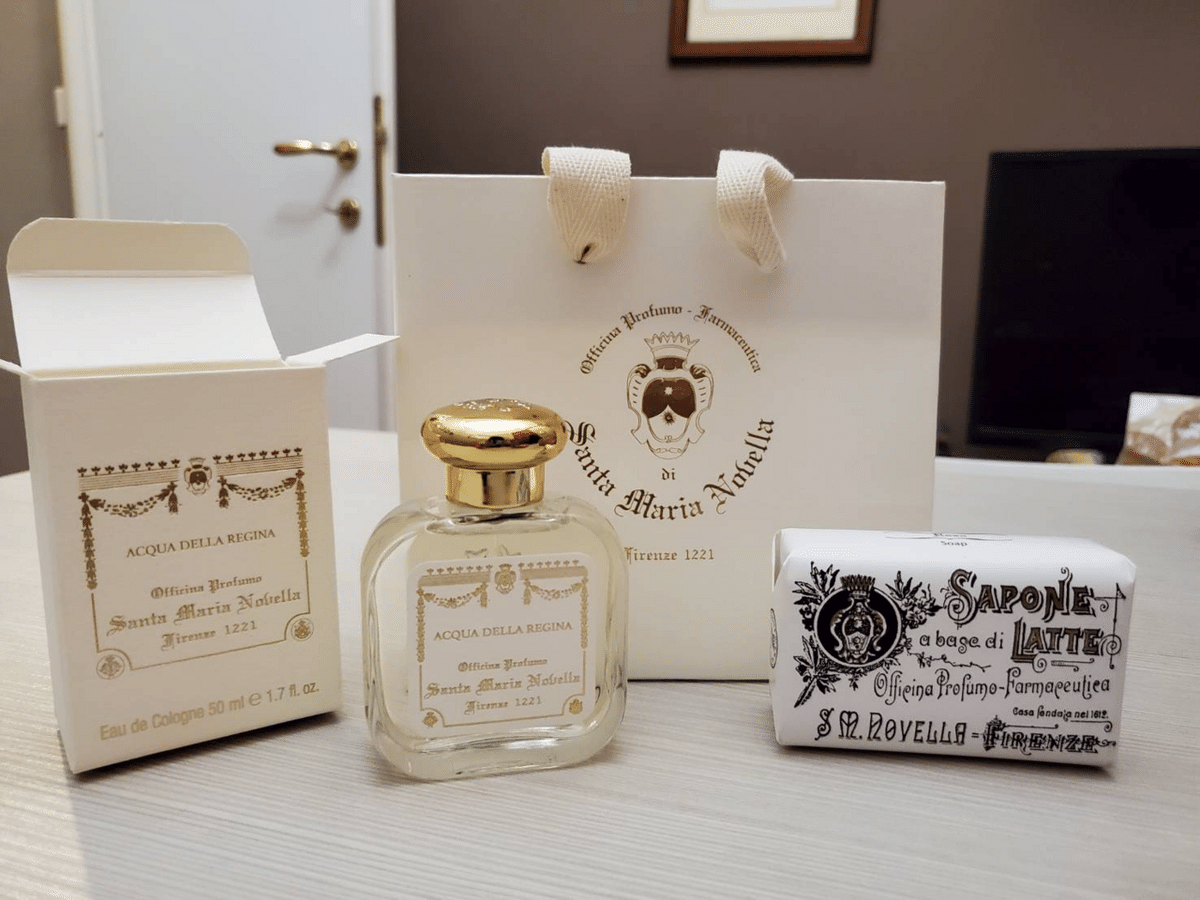 ACQUA DELLA REGINA
Officina Profumo
Santa Maria Novella
Firenze 1221
Eau de Cologne 50 ml e 1.7 fl. oz.
ACQUA DELLA REGINA
Officina Profumo
Santa Maria Novella
Firenze 1221
Officina Profumo - Farmaceutica
di
Santa Maria Novella
Firenze 1221
Soap
SAPONE
a base di LATTE
Officina Profumo-Farmaceutica
Casa fondata nel 1612.
S. M. NOVELLA = FIRENZE